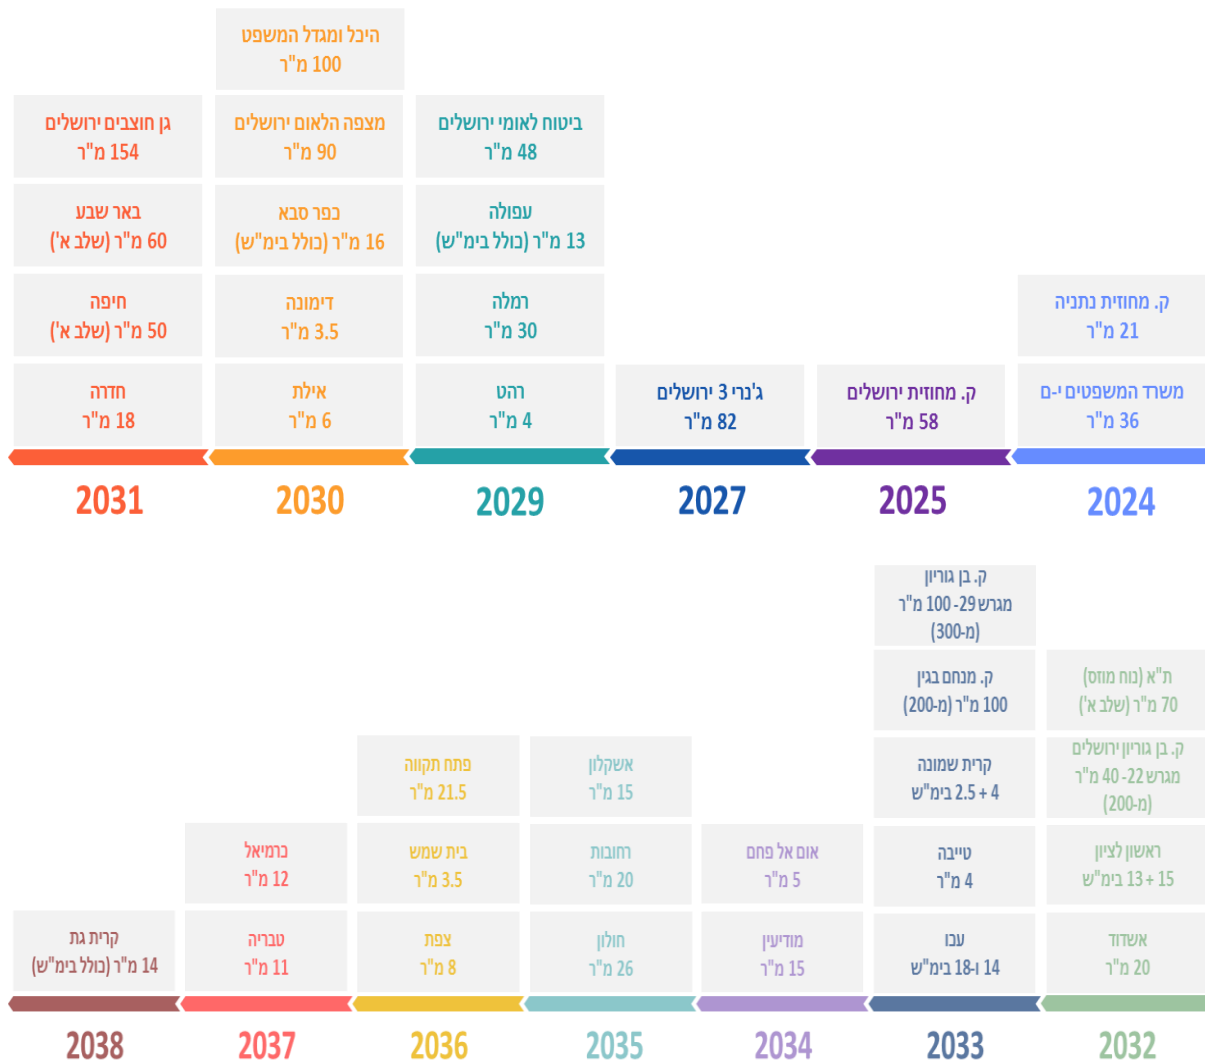 ק. מחוזית נתניה
21 מ"ר
משרד המשפטים י-ם
36 מ"ר
2024
ק. מחוזית ירושלים
58 מ"ר
2025
ג'נרי 3 ירושלים
82 מ"ר
2027
ביטוח לאומי ירושלים
48 מ"ר
עפולה
13 מ"ר (כולל בימ"ש)
רמלה
30 מ"ר
רהט
4 מ"ר
2029
היכל ומגדל המשפט
100 מ"ר
מצפה הלאום ירושלים
90 מ"ר
כפר סבא
16 מ"ר (כולל בימ"ש)
דימונה
3.5 מ"ר
אילת
6 מ"ר
2030
גן חוצבים ירושלים
154 מ"ר
באר שבע
60 מ"ר (שלב א')
חיפה
50 מ"ר (שלב א')
חדרה
18 מ"ר
2031
ת"א (נוח מוזס)
70 מ"ר (שלב א')
ק. בן גוריון ירושלים
מגרש 22- 40 מ"ר
(מ-200)
ראשון לציון
15 + 13 בימ"ש
אשדוד
20 מ"ר
2032
ק. בן גוריון
מגרש 29- 100 מ"ר
(מ-300)
ק. מנחם בגין
100 מ"ר (מ-200)
קרית שמונה
4 + 2.5 בימ"ש
טייבה
4 מ"ר
עכו
14 ו-18 בימ"ש
2033
אום אל פחם
5 מ"ר
מודיעין
15 מ"ר
2034
אשקלון
15 מ"ר
רחובות
20 מ"ר
חולון
26 מ"ר
2035
פתח תקווה
21.5 מ"ר
בית שמש
3.5 מ"ר
צפת
8 מ"ר
2036
כרמיאל
12 מ"ר
טבריה
11 מ"ר
2037
קרית גת
14 מ"ר (כולל בימ"ש)
2038